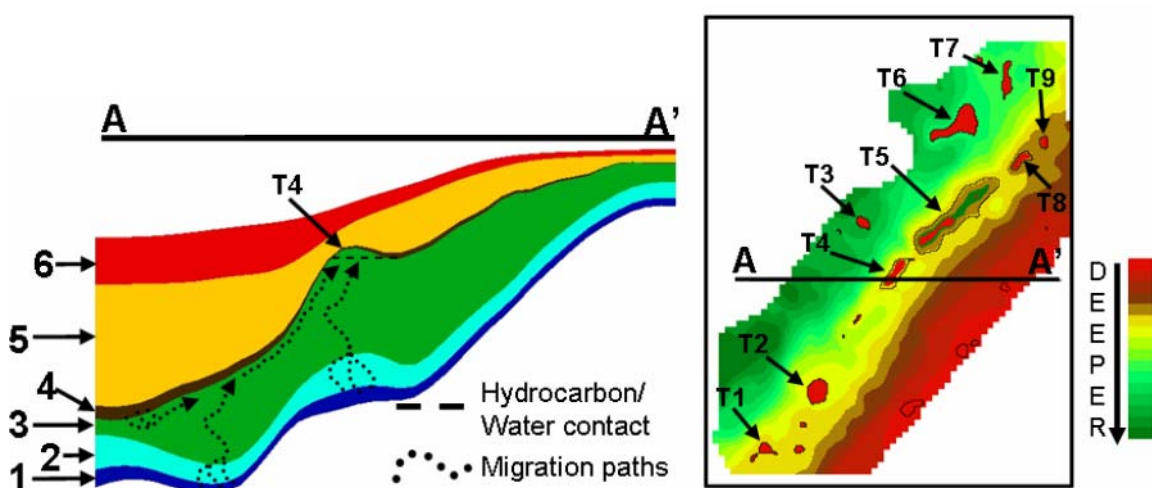 A A'
T4
6
5
4
3
2
1
Hydrocarbon/
Water contact
Migration paths
T7
T6
T9
T5
T3
T8
T4
A A'
T2
T1
D
E
E
P
E
R